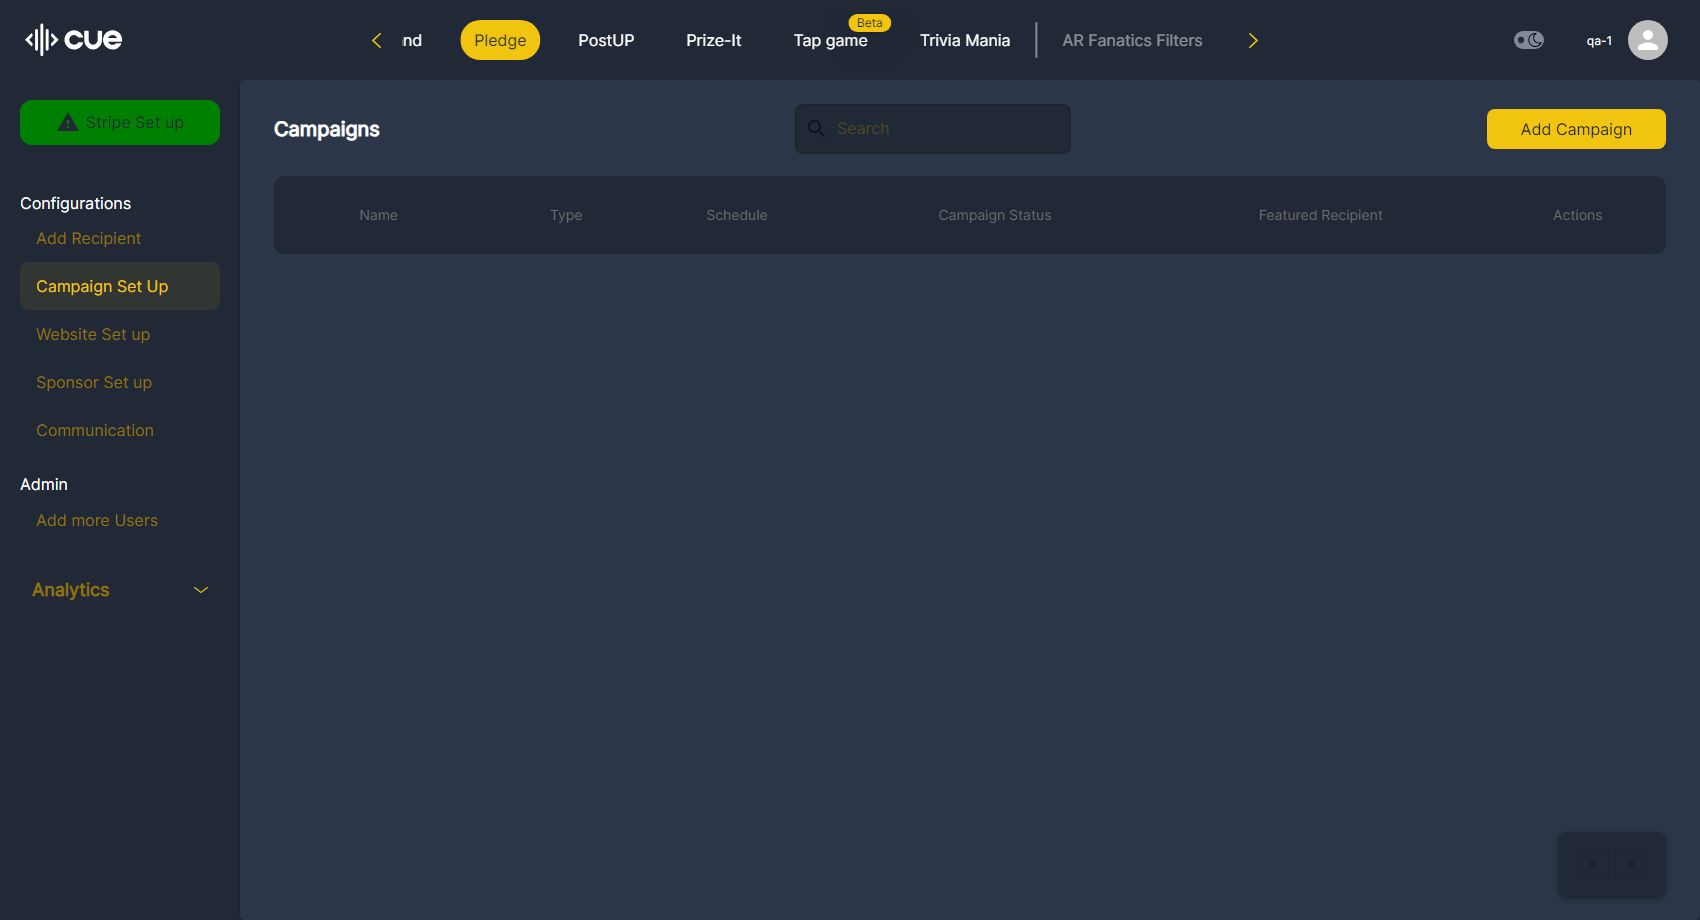 cue
Pledge
PostUP
Prize-It
Tap game
Beta
Trivia Mania
AR Fanatics Filters
qa-1
Stripe Set up
Configurations
Add Recipient
Campaign Set Up
Website Set up
Sponsor Set up
Communication
Admin
Add more Users
Analytics
Campaigns
Search
Add Campaign
Name Type Schedule Campaign Status Featured Recipient Actions